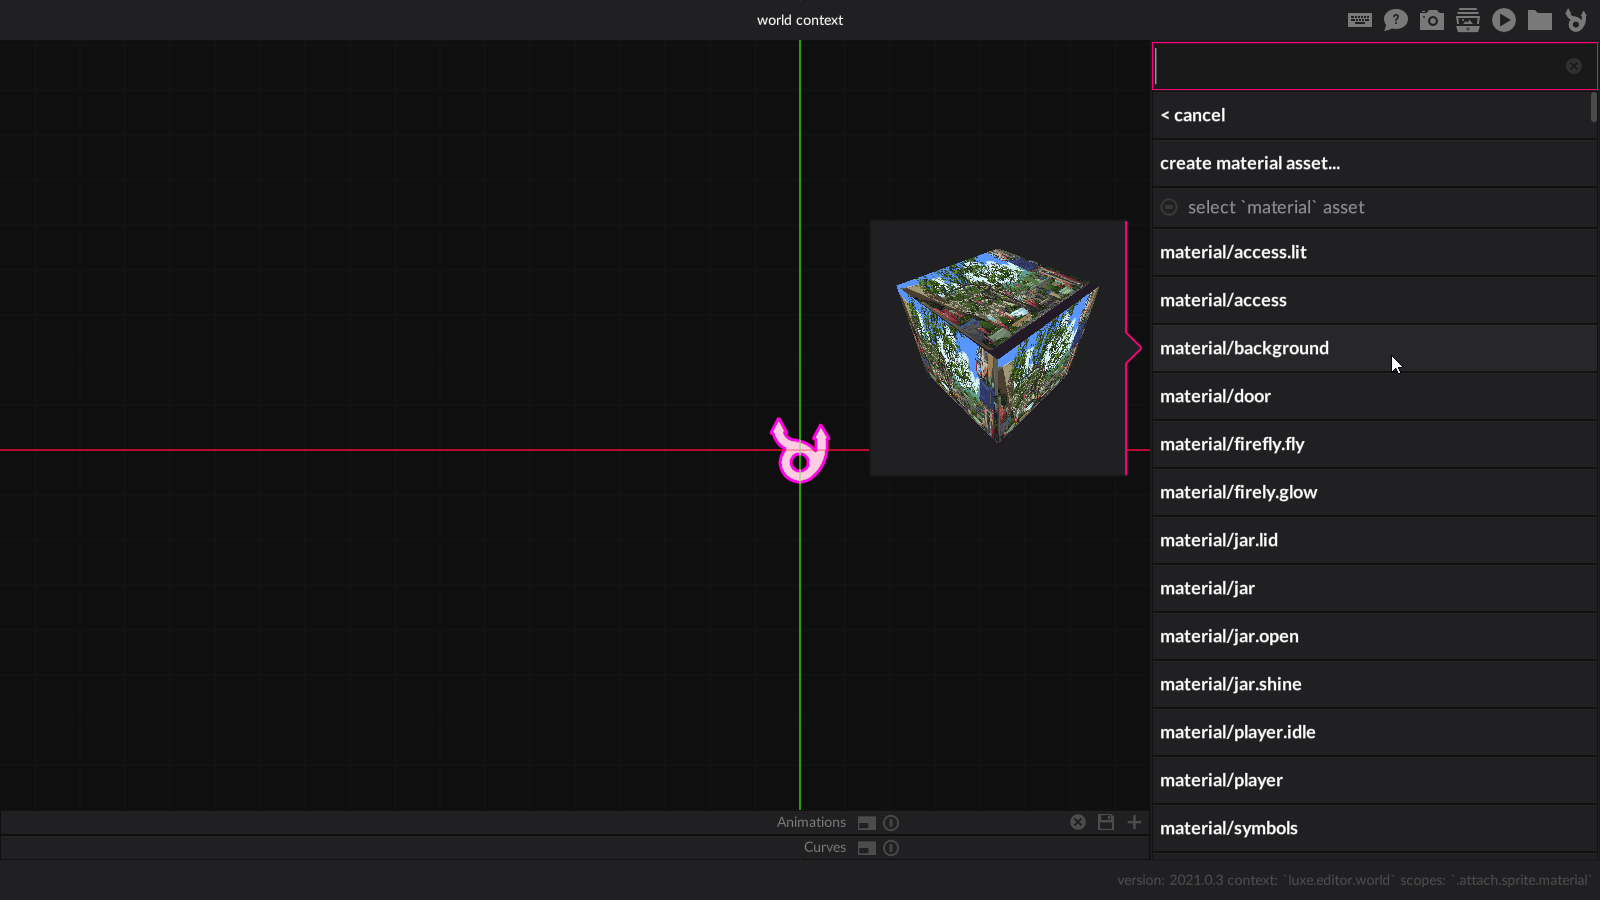 world context
< cancel
create material asset...
select `material` asset
material/access.lit
material/access
material/background
material/door
material/firefly.fly
material/firely.glow
material/jar.lid
material/jar
material/jar.open
material/jar.shine
material/player.idle
material/player
material/symbols
Animations
Curves
version: 2021.0.3 context: `luxe.editor.world` scopes: `.attach.sprite.material`